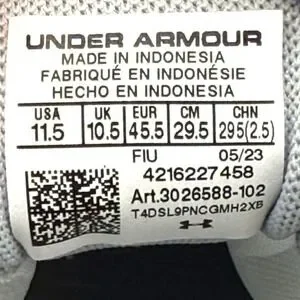 UNDER ARMOUR
MADE IN INDONESIA
FABRIQUÉ EN INDONÉSIE
HECHO EN INDONESIA
USA UK EUR CM CHN
11.5 10.5 45.5 29.5 295(2.5)
FIU 05/23
4216227458
Art.3026588-102
T4DSL9PNCGMH2XB